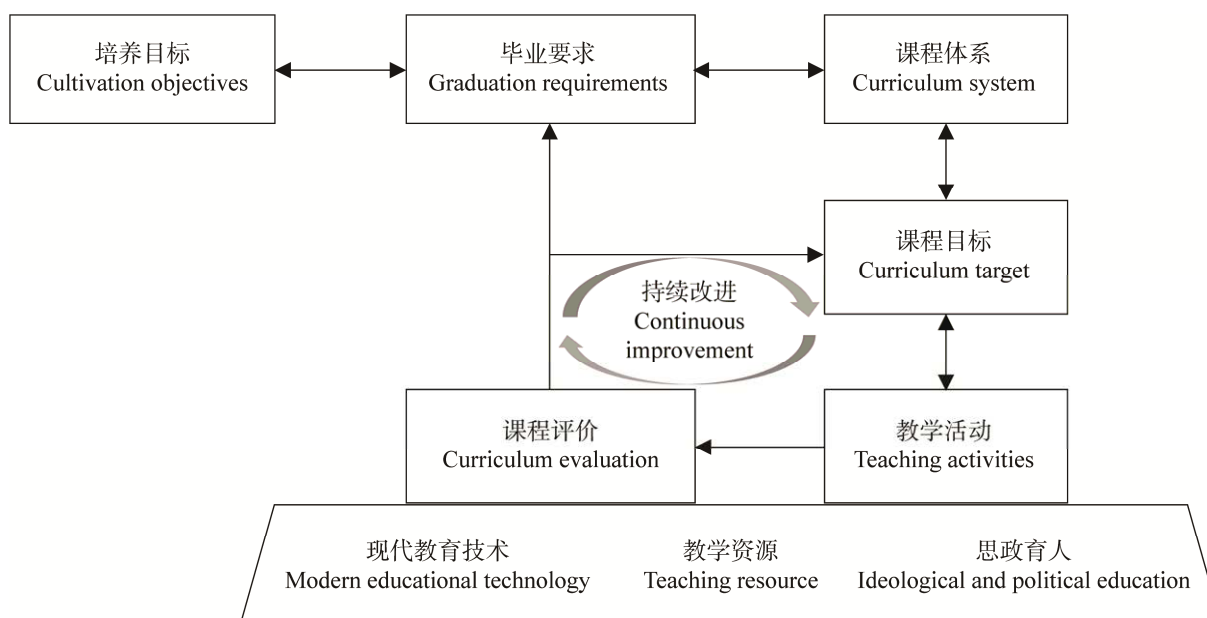 培养目标
Cultivation objectives
毕业要求
Graduation requirements
课程体系
Curriculum system
课程目标
Curriculum target
持续改进
Continuous
improvement
课程评价
Curriculum evaluation
教学活动
Teaching activities
现代教育技术
Modern educational technology
教学资源
Teaching resource
思政育人
Ideological and political education